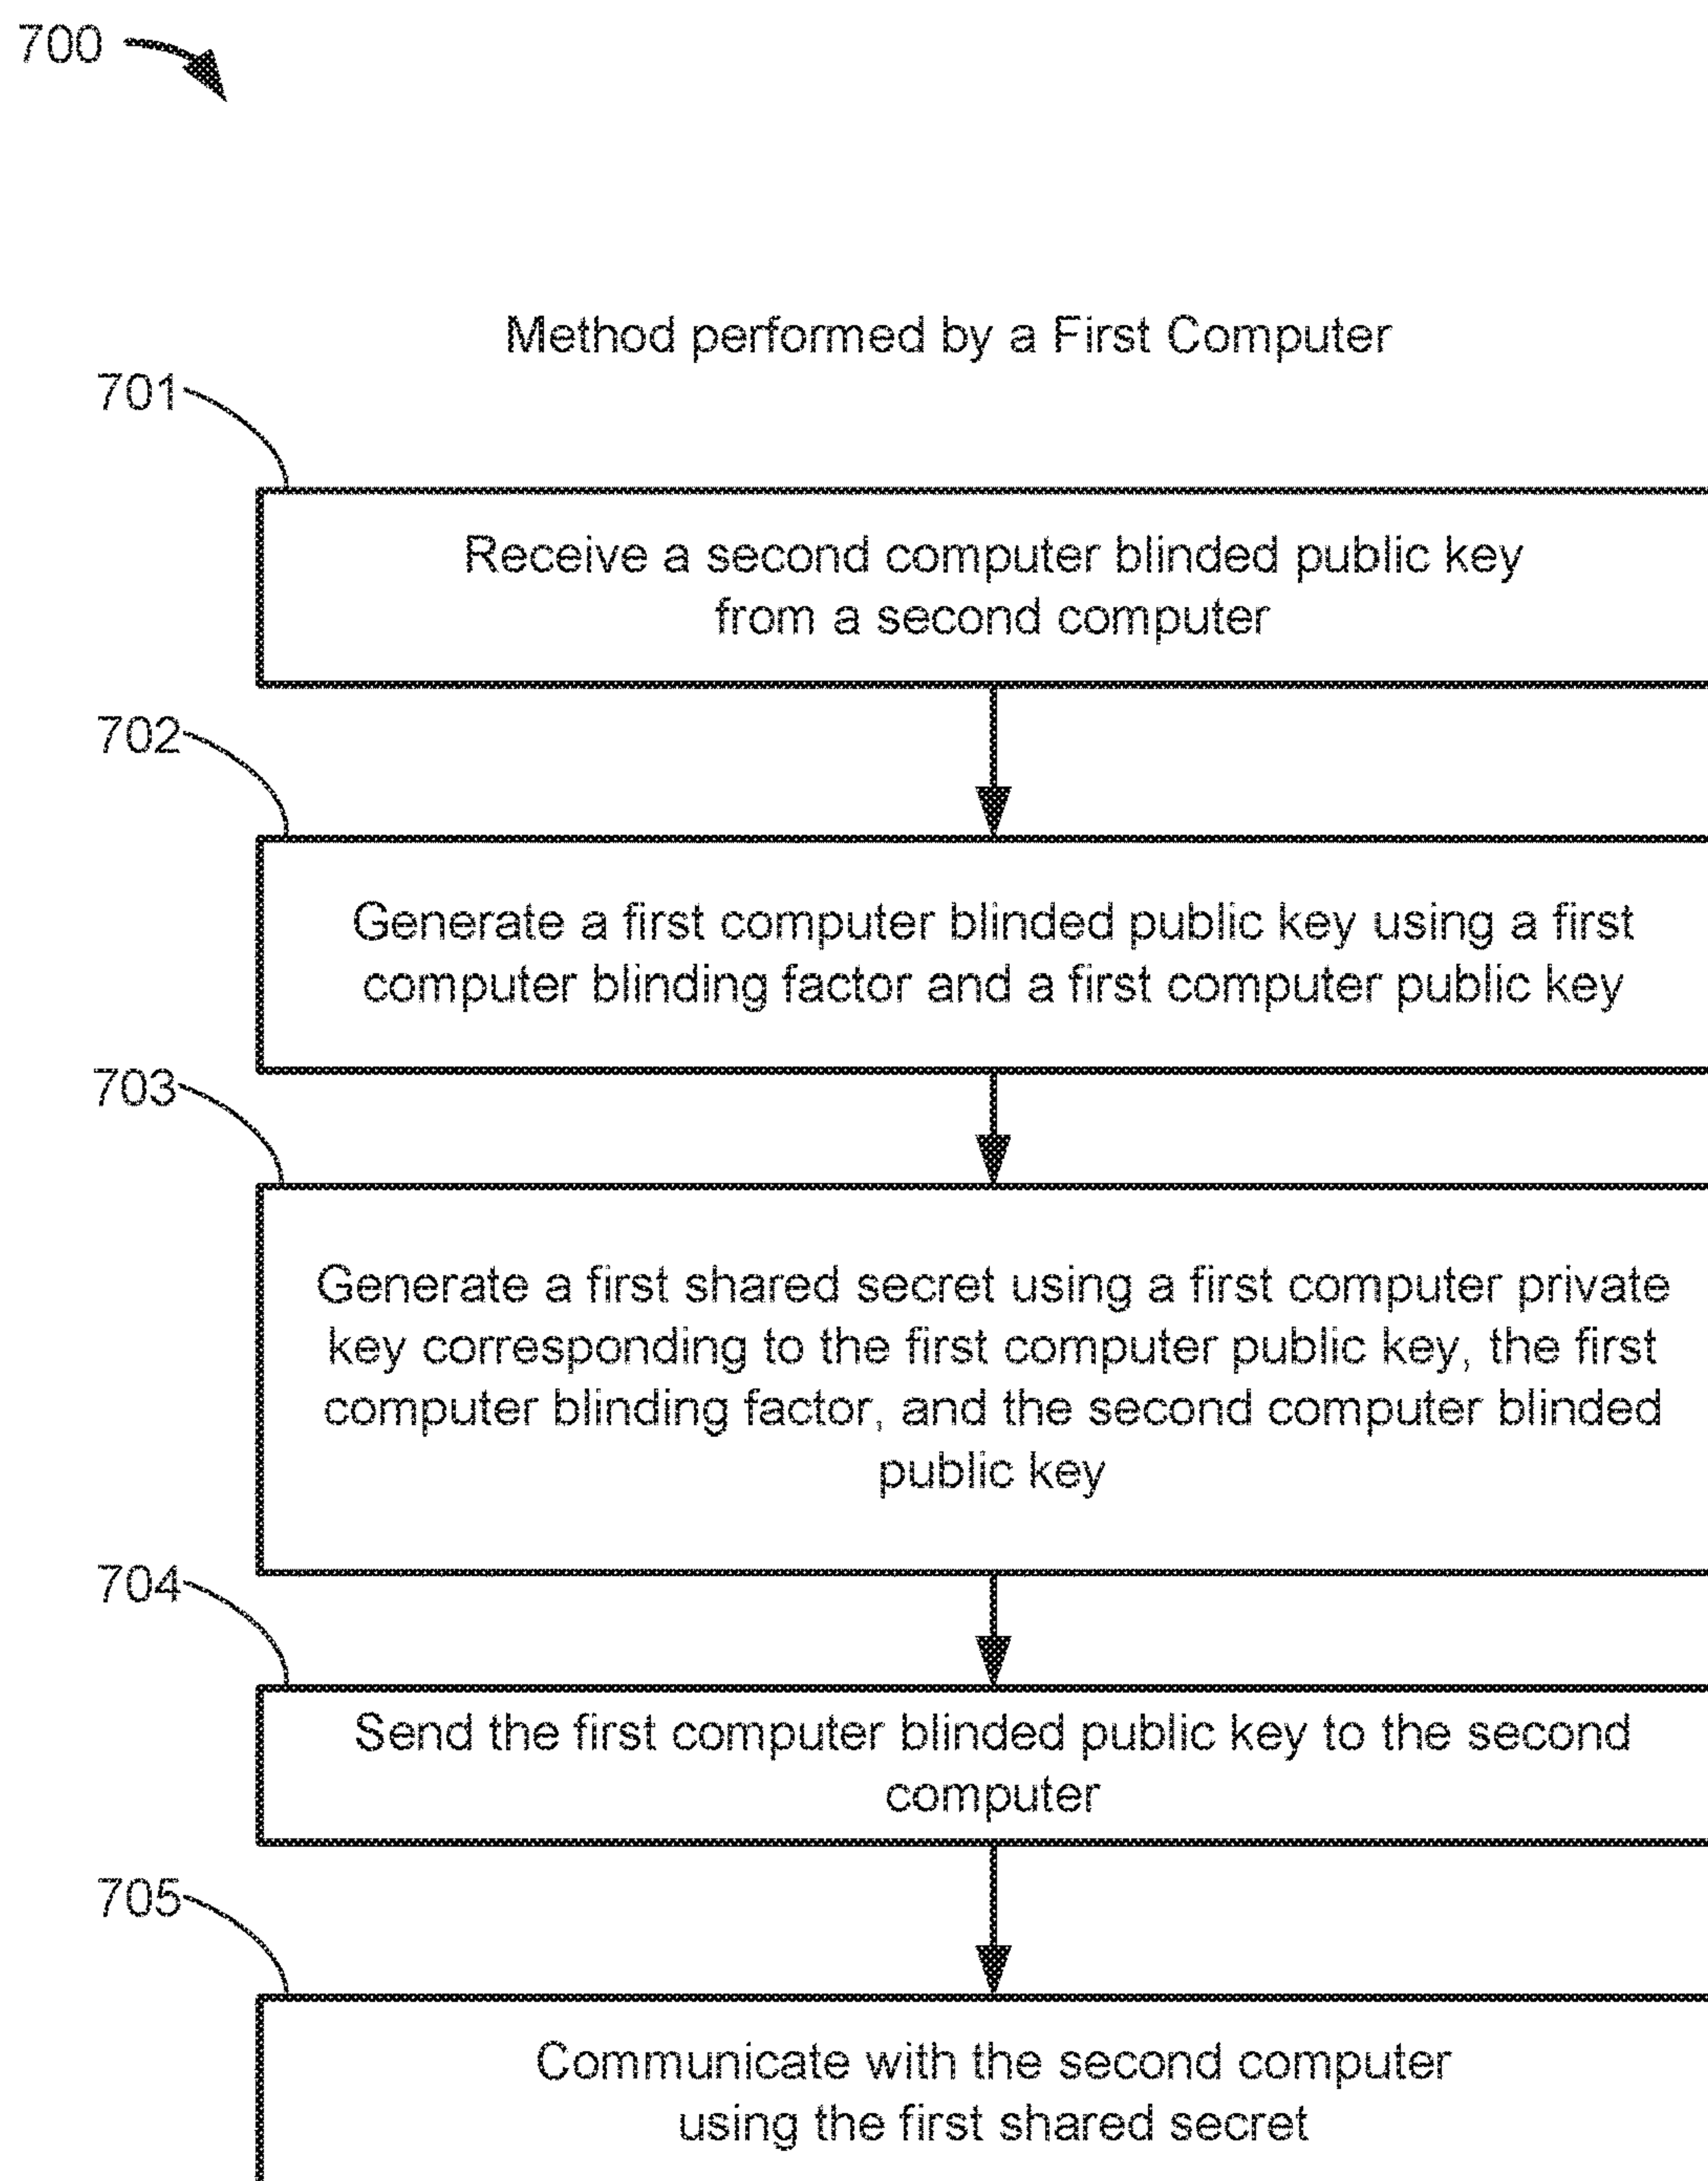 700
Method performed by a First Computer
701
Receive a second computer blinded public key
from a second computer
702
Generate a first computer blinded public key using a first
computer blinding factor and a first computer public key
703
Generate a first shared secret using a first computer private
key corresponding to the first computer public key, the first
computer blinding factor, and the second computer blinded
public key
704
Send the first computer blinded public key to the second
computer
705
Communicate with the second computer
using the first shared secret